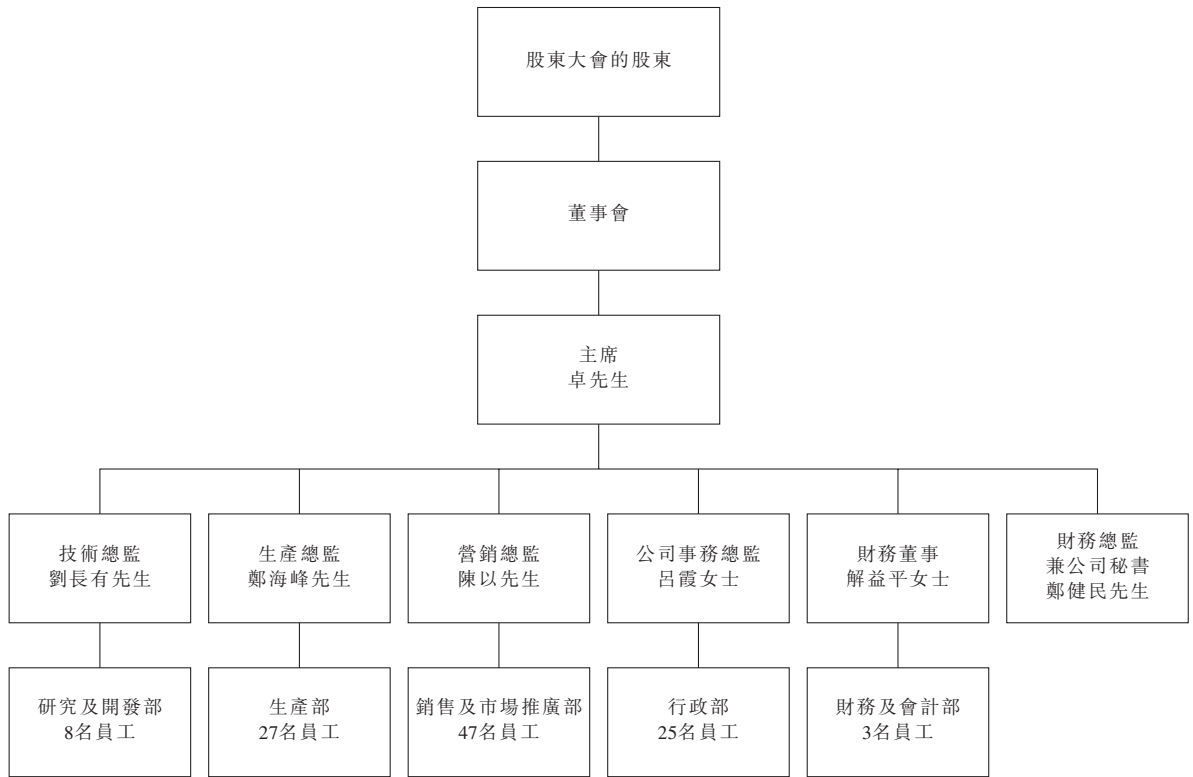 股東大會的股東
董事會
主席
卓先生
技術總監
劉長有先生
生產總監
鄭海峰先生
營銷總監
陳以先生
公司事務總監
呂霞女士
財務董事
解益平女士
財務總監
兼公司秘書
鄭健民先生
研究及開發部
8名員工
生產部
27名員工
銷售及市場推廣部
47名員工
行政部
25名員工
財務及會計部
3名員工